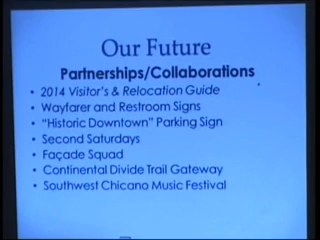 Our Future
Partnerships/Collaborations
• 2014 Visitor's & Relocation Guide
• Wayfarer and Restroom Signs
• "Historic Downtown" Parking Sign
• Second Saturdays
• Façade Squad
• Continental Divide Trail Gateway
• Southwest Chicano Music Festival